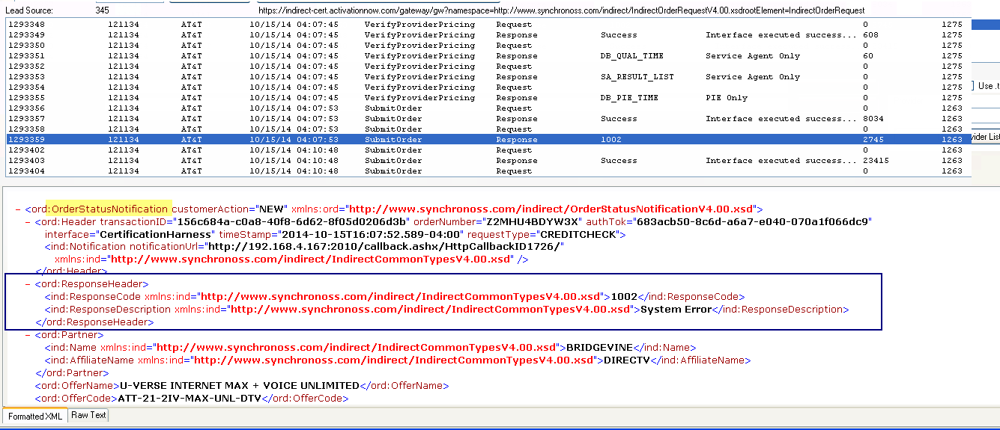 Lead Source: 345 https://indirect-cert.activationnow.com/gateway/gw?namespace=http://www.synchronoss.com/indirect/IndirectOrderRequestV4.00.xsdrootElement=IndirectOrderRequest
1293348 121134 AT&T 10/15/14 04:07:45 VerifyProviderPricing Request 0 1275
1293349 121134 AT&T 10/15/14 04:07:45 VerifyProviderPricing Response Success Interface executed success... 608 1275
1293350 121134 AT&T 10/15/14 04:07:45 VerifyProviderPricing Request 0 1275
1293351 121134 AT&T 10/15/14 04:07:45 VerifyProviderPricing Response DB_QUAL_TIME Service Agent Only 60 1275
1293352 121134 AT&T 10/15/14 04:07:45 VerifyProviderPricing Request 0 1275
1293353 121134 AT&T 10/15/14 04:07:45 VerifyProviderPricing Response SA_RESULT_LIST Service Agent Only 0 1275
1293354 121134 AT&T 10/15/14 04:07:45 VerifyProviderPricing Request 0 1275
1293355 121134 AT&T 10/15/14 04:07:45 VerifyProviderPricing Response DB_PIE_TIME PIE Only 0 1275
Use .t
1293356 121134 AT&T 10/15/14 04:07:53 SubmitOrder Request 0 1263
1293357 121134 AT&T 10/15/14 04:07:53 SubmitOrder Response Success Interface executed success... 8034 1263
1293358 121134 AT&T 10/15/14 04:07:53 SubmitOrder Request 0 1263
1293359 121134 AT&T 10/15/14 04:07:53 SubmitOrder Response 1002 2745 1263
vider List
1293402 121134 AT&T 10/15/14 04:10:48 SubmitOrder Request 0 1263
1293403 121134 AT&T 10/15/14 04:10:48 SubmitOrder Response Success Interface executed success... 23415 1263
1293404 121134 AT&T 10/15/14 04:10:48 SubmitOrder Request 0 1263
- <ord:OrderStatusNotification customerAction="NEW" xmlns:ord="http://www.synchronoss.com/indirect/OrderStatusNotificationV4.00.xsd">
- <ord:Header transactionID="156c684a-c0a8-40f8-6d62-8f05d0206d3b" orderNumber="Z2MHU4BDYW3X" authTok="683acb50-8c6d-a6a7-e040-070a1f066dc9"
interface="CertificationHarness" timeStamp="2014-10-15T16:07:52.589-04:00" requestType="CREDITCHECK">
<ind:Notification notificationUrl="http://192.168.4.167:2010/callback.ashx/HttpCallbackID1726/"
xmlns:ind="http://www.synchronoss.com/indirect/IndirectCommonTypesV4.00.xsd" />
</ord:Header>
- <ord:ResponseHeader>
<ind:ResponseCode xmlns:ind="http://www.synchronoss.com/indirect/IndirectCommonTypesV4.00.xsd">1002</ind:ResponseCode>
<ind:ResponseDescription xmlns:ind="http://www.synchronoss.com/indirect/IndirectCommonTypesV4.00.xsd">System Error</ind:ResponseDescription>
</ord:ResponseHeader>
- <ord:Partner>
<ind:Name xmlns:ind="http://www.synchronoss.com/indirect/IndirectCommonTypesV4.00.xsd">BRIDGEVINE</ind:Name>
<ind:AffiliateName xmlns:ind="http://www.synchronoss.com/indirect/IndirectCommonTypesV4.00.xsd">DIRECTV</ind:AffiliateName>
</ord:Partner>
<ord:OfferName>U-VERSE INTERNET MAX + VOICE UNLIMITED</ord:OfferName>
<ord:OfferCode>ATT-21-2IV-MAX-UNL-DTV</ord:OfferCode>
Formatted XML Raw Text